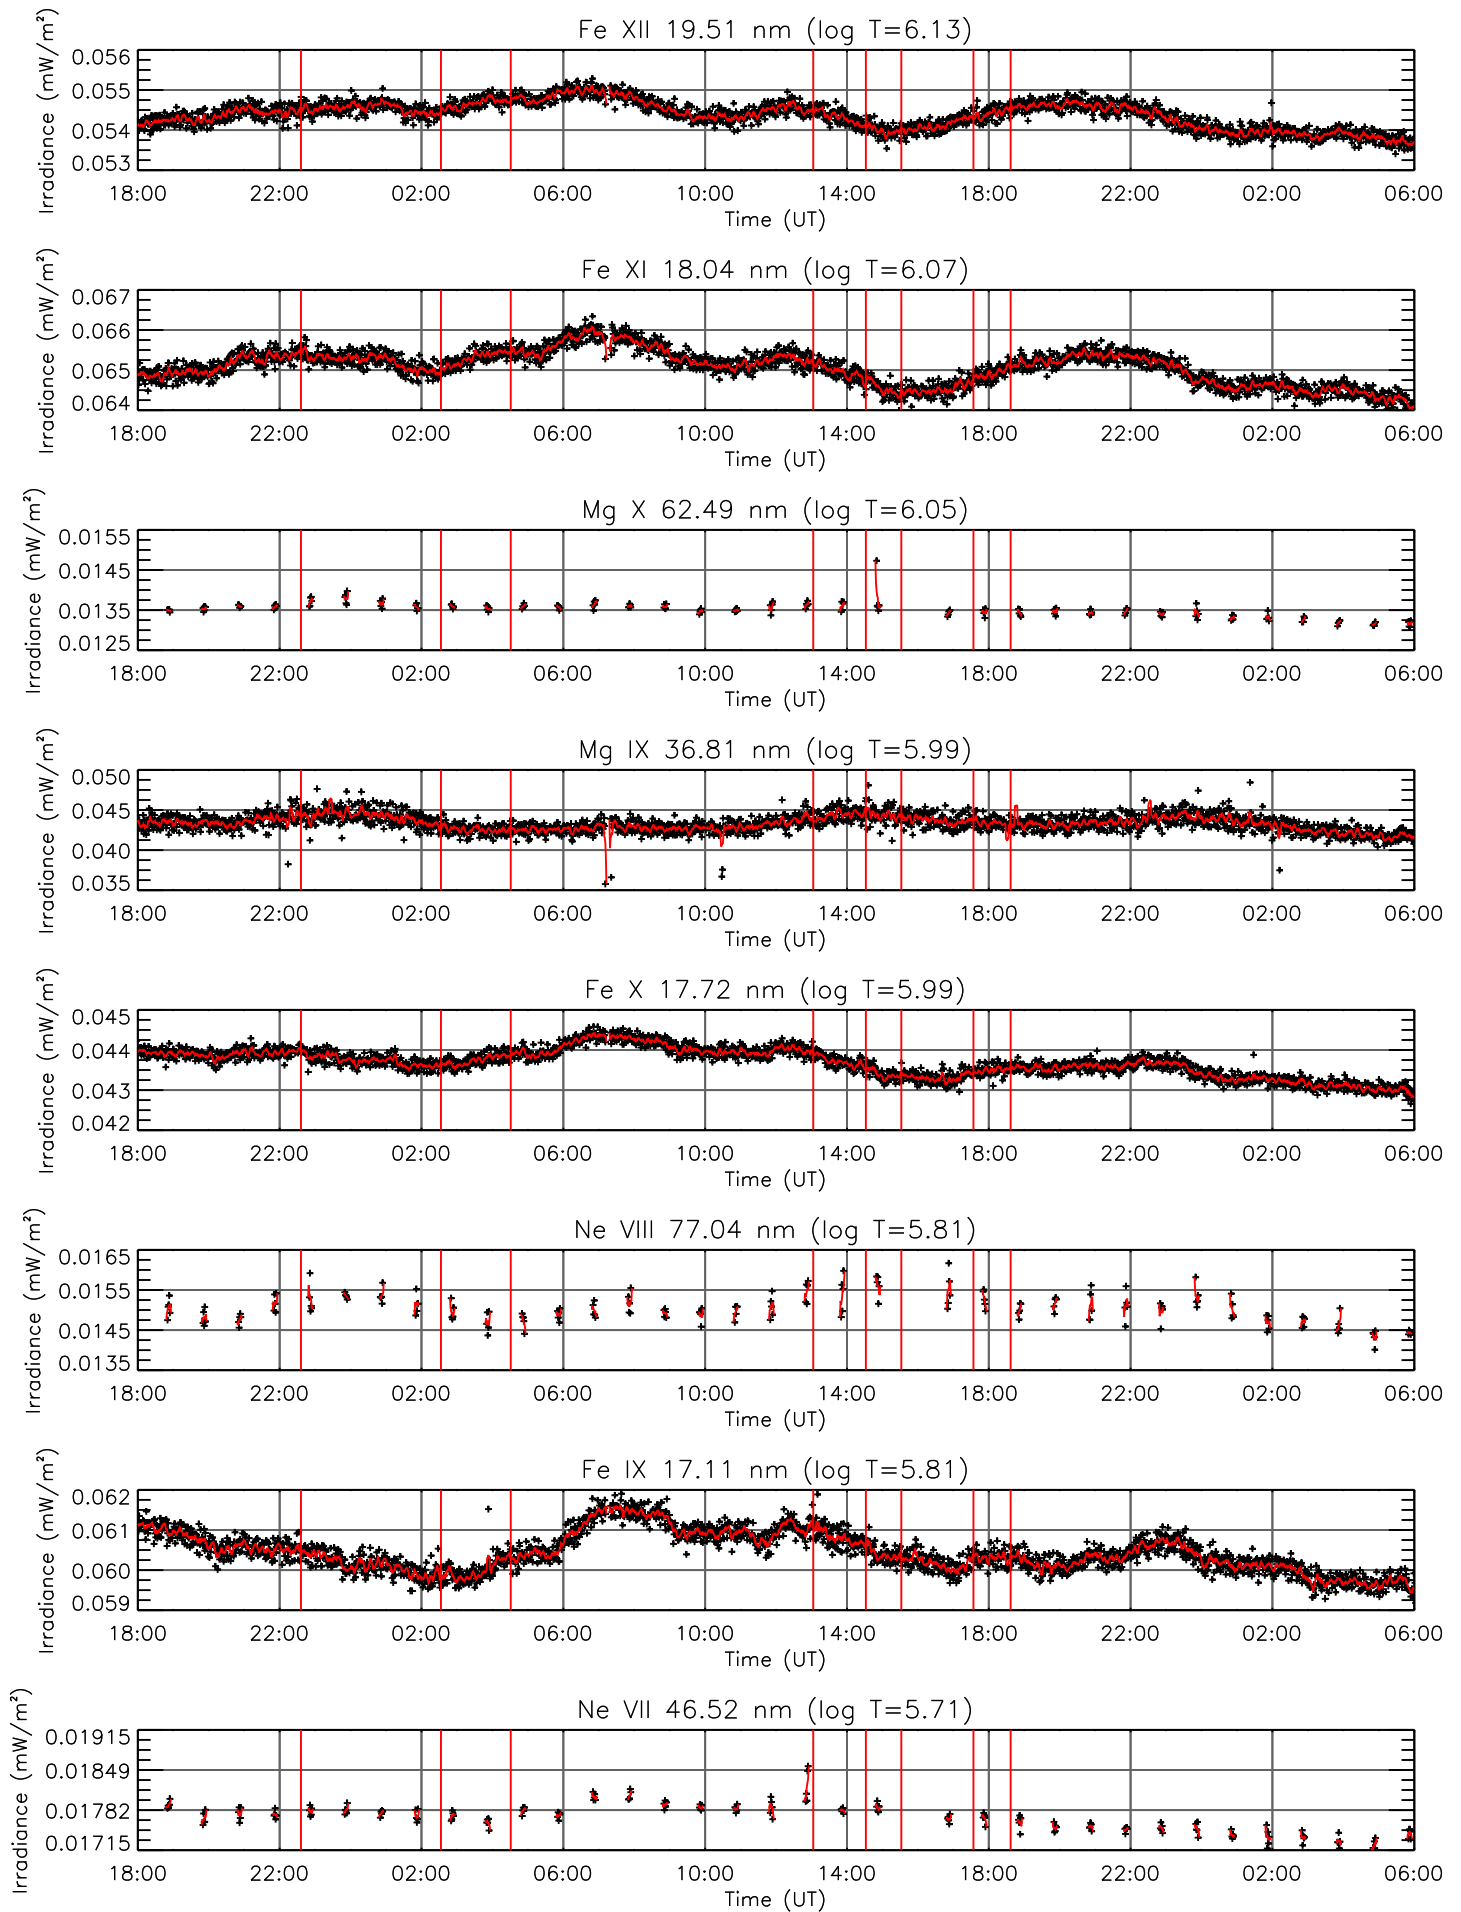 Fe XII 19.51 nm (log T=6.13)
Irradiance (mW/m²)
0.056
0.055
0.054
0.053
18:00 22:00 02:00 06:00 10:00 14:00 18:00 22:00 02:00 06:00
Time (UT)
Fe XI 18.04 nm (log T=6.07)
Irradiance (mW/m²)
0.067
0.066
0.065
0.064
18:00 22:00 02:00 06:00 10:00 14:00 18:00 22:00 02:00 06:00
Time (UT)
Mg X 62.49 nm (log T=6.05)
Irradiance (mW/m²)
0.0155
0.0145
0.0135
0.0125
18:00 22:00 02:00 06:00 10:00 14:00 18:00 22:00 02:00 06:00
Time (UT)
Mg IX 36.81 nm (log T=5.99)
Irradiance (mW/m²)
0.050
0.045
0.040
0.035
18:00 22:00 02:00 06:00 10:00 14:00 18:00 22:00 02:00 06:00
Time (UT)
Fe X 17.72 nm (log T=5.99)
Irradiance (mW/m²)
0.045
0.044
0.043
0.042
18:00 22:00 02:00 06:00 10:00 14:00 18:00 22:00 02:00 06:00
Time (UT)
Ne VIII 77.04 nm (log T=5.81)
Irradiance (mW/m²)
0.0165
0.0155
0.0145
0.0135
18:00 22:00 02:00 06:00 10:00 14:00 18:00 22:00 02:00 06:00
Time (UT)
Fe IX 17.11 nm (log T=5.81)
Irradiance (mW/m²)
0.062
0.061
0.060
0.059
18:00 22:00 02:00 06:00 10:00 14:00 18:00 22:00 02:00 06:00
Time (UT)
Ne VII 46.52 nm (log T=5.71)
Irradiance (mW/m²)
0.01915
0.01849
0.01782
0.01715
18:00 22:00 02:00 06:00 10:00 14:00 18:00 22:00 02:00 06:00
Time (UT)